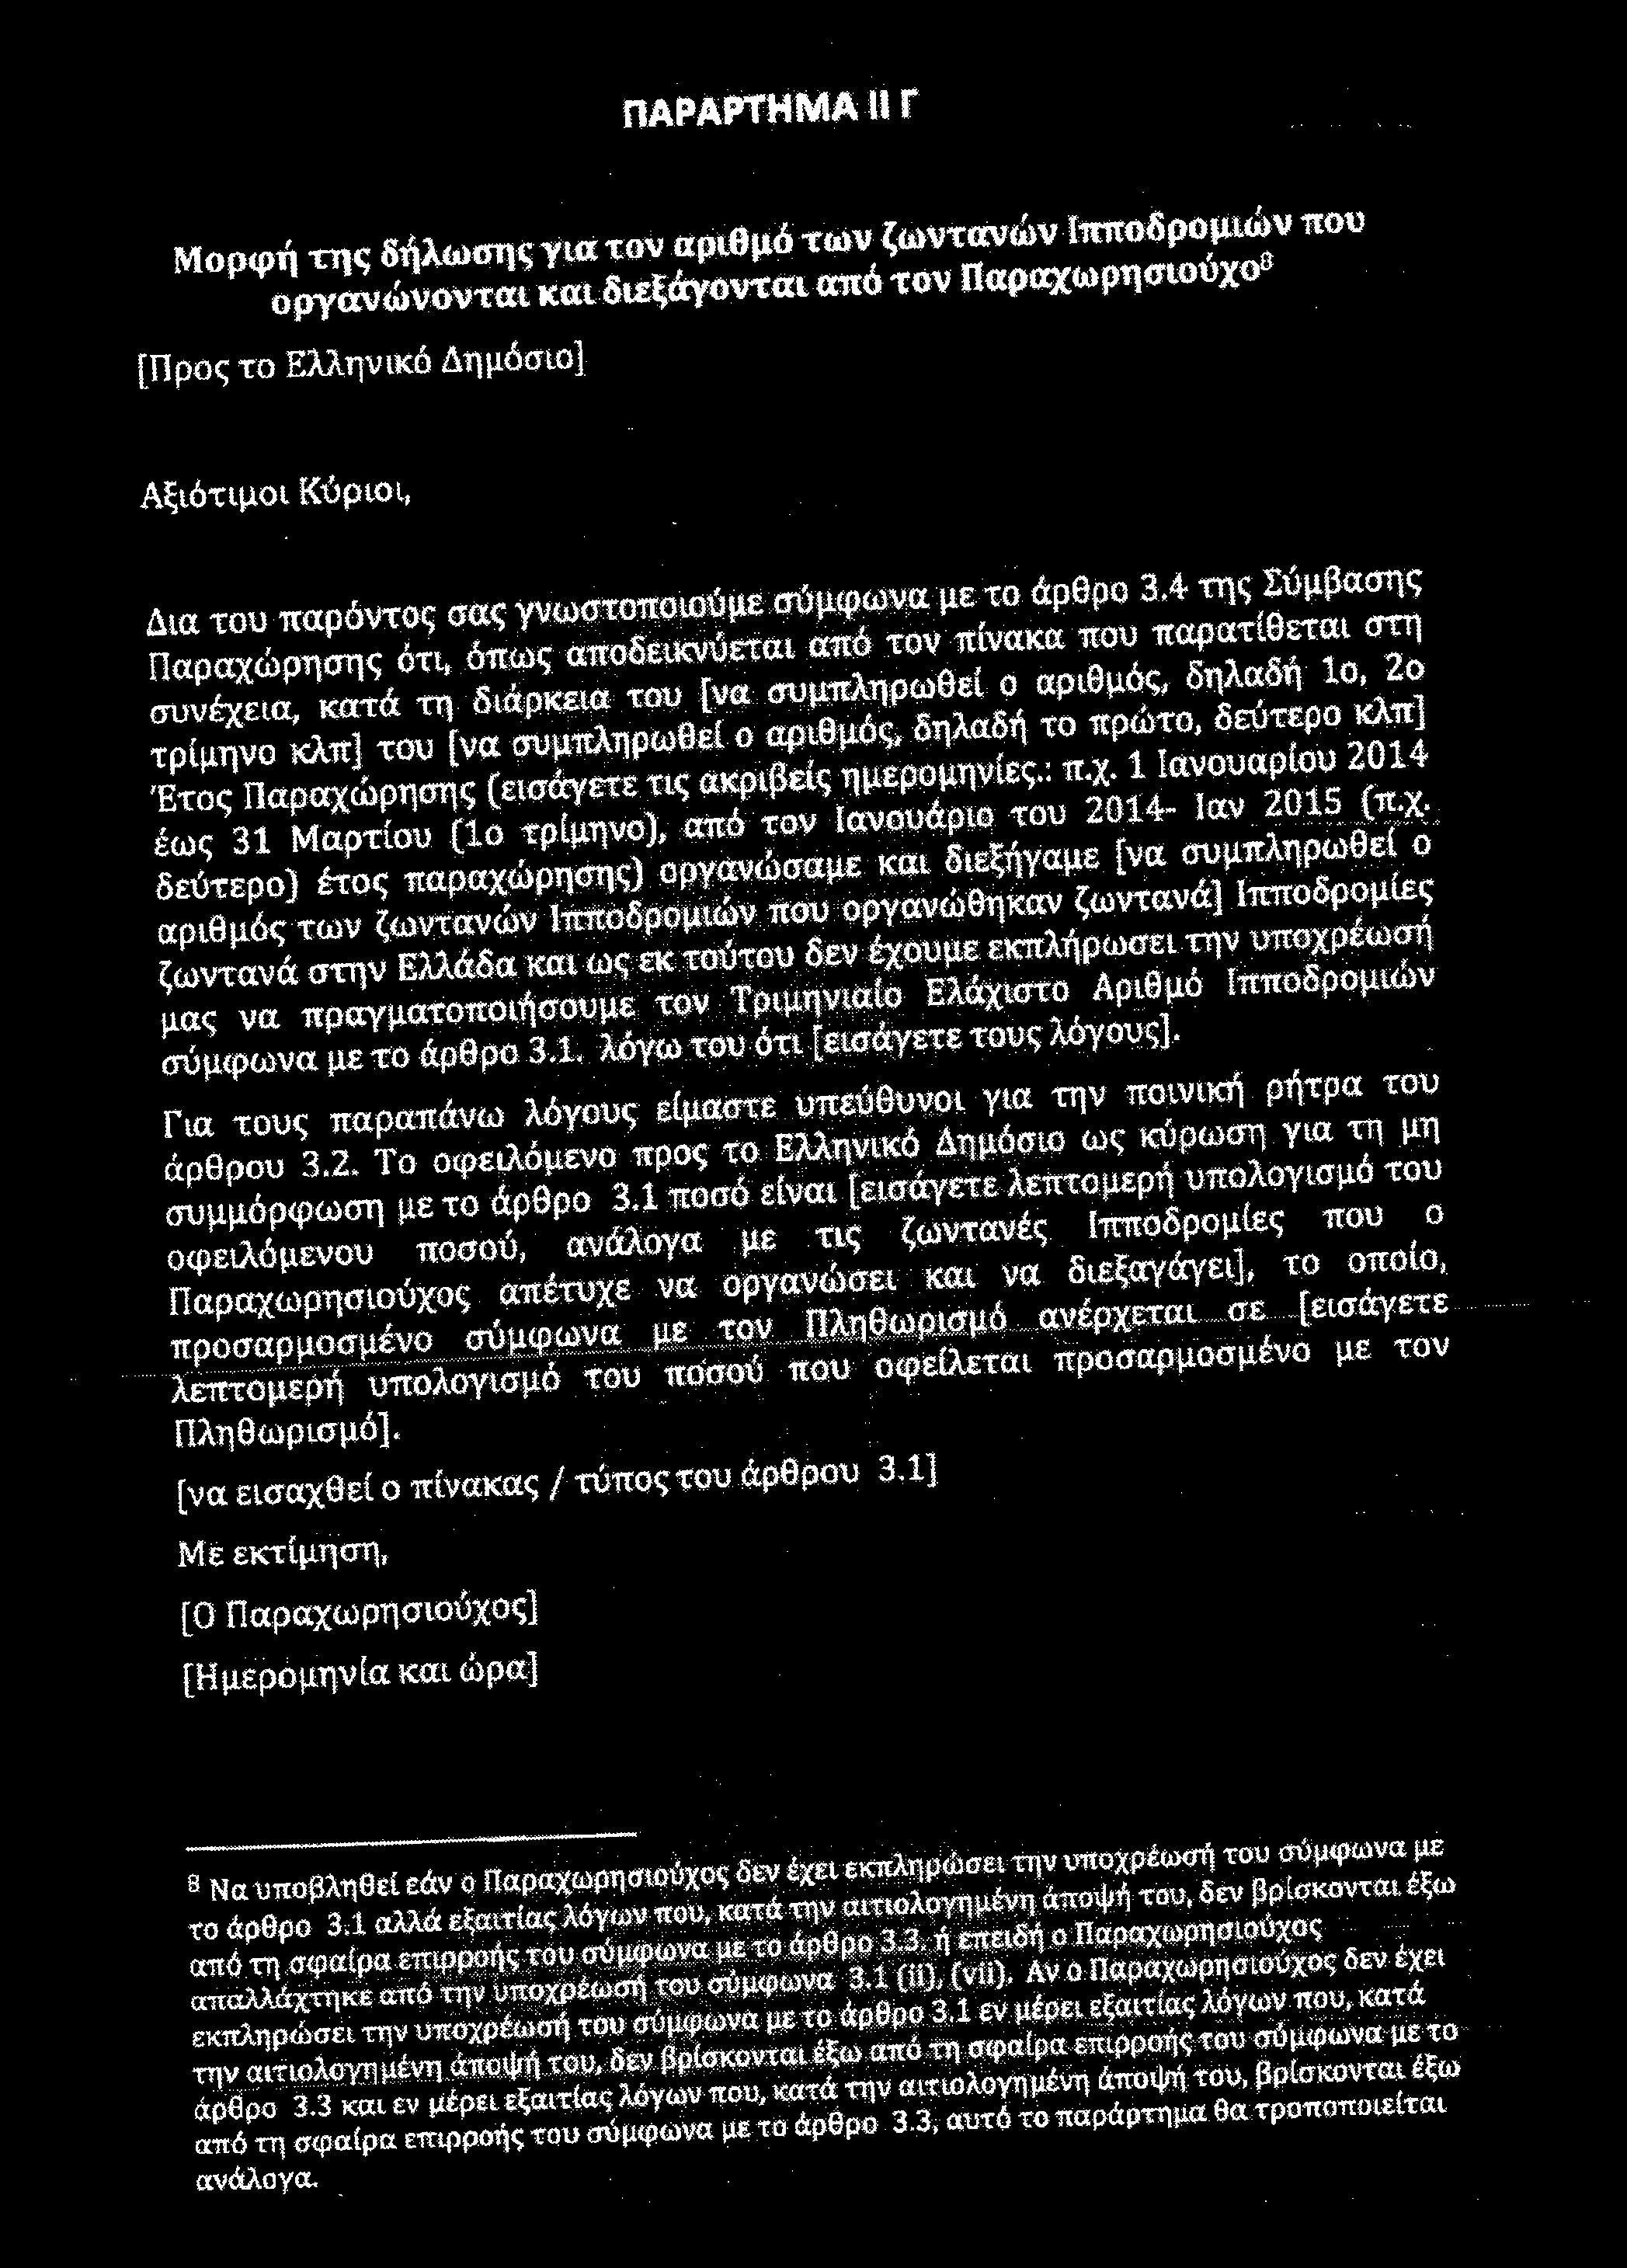 ΠΑΡΑΡΤΗΜΑ ΙΙ Γ
Μορφή της δήλωσης για τον αριθμό των ζωντανών Ιπποδρομιών που
οργανώνονται και διεξάγονται από τον Παραχωρησιούχο⁸
[Προς το Ελληνικό Δημόσιο]
Αξιότιμοι Κύριοι,
Δια του παρόντος σας γνωστοποιούμε σύμφωνα με το άρθρο 3.4 της Σύμβασης
Παραχώρησης ότι, όπως αποδεικνύεται από τον πίνακα που παρατίθεται στη
συνέχεια, κατά τη διάρκεια του [να συμπληρωθεί ο αριθμός, δηλαδή 1ο, 2ο
τρίμηνο κλπ] του [να συμπληρωθεί ο αριθμός, δηλαδή το πρώτο, δεύτερο κλπ]
Έτος Παραχώρησης (εισάγετε τις ακριβείς ημερομηνίες.: π.χ. 1 Ιανουαρίου 2014
έως 31 Μαρτίου (1ο τρίμηνο), από τον Ιανουάριο του 2014- Ιαν 2015 (π.χ.
δεύτερο) έτος παραχώρησης) οργανώσαμε και διεξήγαμε [να συμπληρωθεί ο
αριθμός των ζωντανών Ιπποδρομιών που οργανώθηκαν ζωντανά] Ιπποδρομίες
ζωντανά στην Ελλάδα και ως εκ τούτου δεν έχουμε εκπλήρωσει την υποχρέωσή
μας να πραγματοποιήσουμε τον Τριμηνιαίο Ελάχιστο Αριθμό Ιπποδρομιών
σύμφωνα με το άρθρο 3.1. λόγω του ότι [εισάγετε τους λόγους].
Για τους παραπάνω λόγους είμαστε υπεύθυνοι για την ποινική ρήτρα του
άρθρου 3.2. Το οφειλόμενο προς το Ελληνικό Δημόσιο ως κύρωση για τη μη
συμμόρφωση με το άρθρο 3.1 ποσό είναι [εισάγετε λεπτομερή υπολογισμό του
οφειλόμενου ποσού, ανάλογα με τις ζωντανές Ιπποδρομίες που ο
Παραχωρησιούχος απέτυχε να οργανώσει και να διεξαγάγει], το οποίο,
προσαρμοσμένο σύμφωνα με τον Πληθωρισμό ανέρχεται σε [εισάγετε
λεπτομερή υπολογισμό του ποσού που οφείλεται προσαρμοσμένο με τον
Πληθωρισμό].
[να εισαχθεί ο πίνακας / τύπος του άρθρου 3.1]
Με εκτίμηση,
[Ο Παραχωρησιούχος]
[Ημερομηνία και ώρα]
⁸ Να υποβληθεί εάν ο Παραχωρησιούχος δεν έχει εκπληρώσει την υποχρέωσή του σύμφωνα με
το άρθρο 3.1 αλλά εξαιτίας λόγων που, κατά την αιτιολογημένη άποψή του, δεν βρίσκονται έξω
από τη σφαίρα επιρροής του σύμφωνα με το άρθρο 3.3, ή επειδή ο Παραχωρησιούχος
απαλλάχτηκε από την υποχρέωσή του σύμφωνα 3.1 (ii), (vii). Αν ο Παραχωρησιούχος δεν έχει
εκπληρώσει την υποχρέωσή του σύμφωνα με το άρθρο 3.1 εν μέρει εξαιτίας λόγων που, κατά
την αιτιολογημένη άποψή του, δεν βρίσκονται έξω από τη σφαίρα επιρροής του σύμφωνα με το
άρθρο 3.3 και εν μέρει εξαιτίας λόγων που, κατά την αιτιολογημένη άποψή του, βρίσκονται έξω
από τη σφαίρα επιρροής του σύμφωνα με το άρθρο 3.3, αυτό το παράρτημα θα τροποποιείται
ανάλογα.